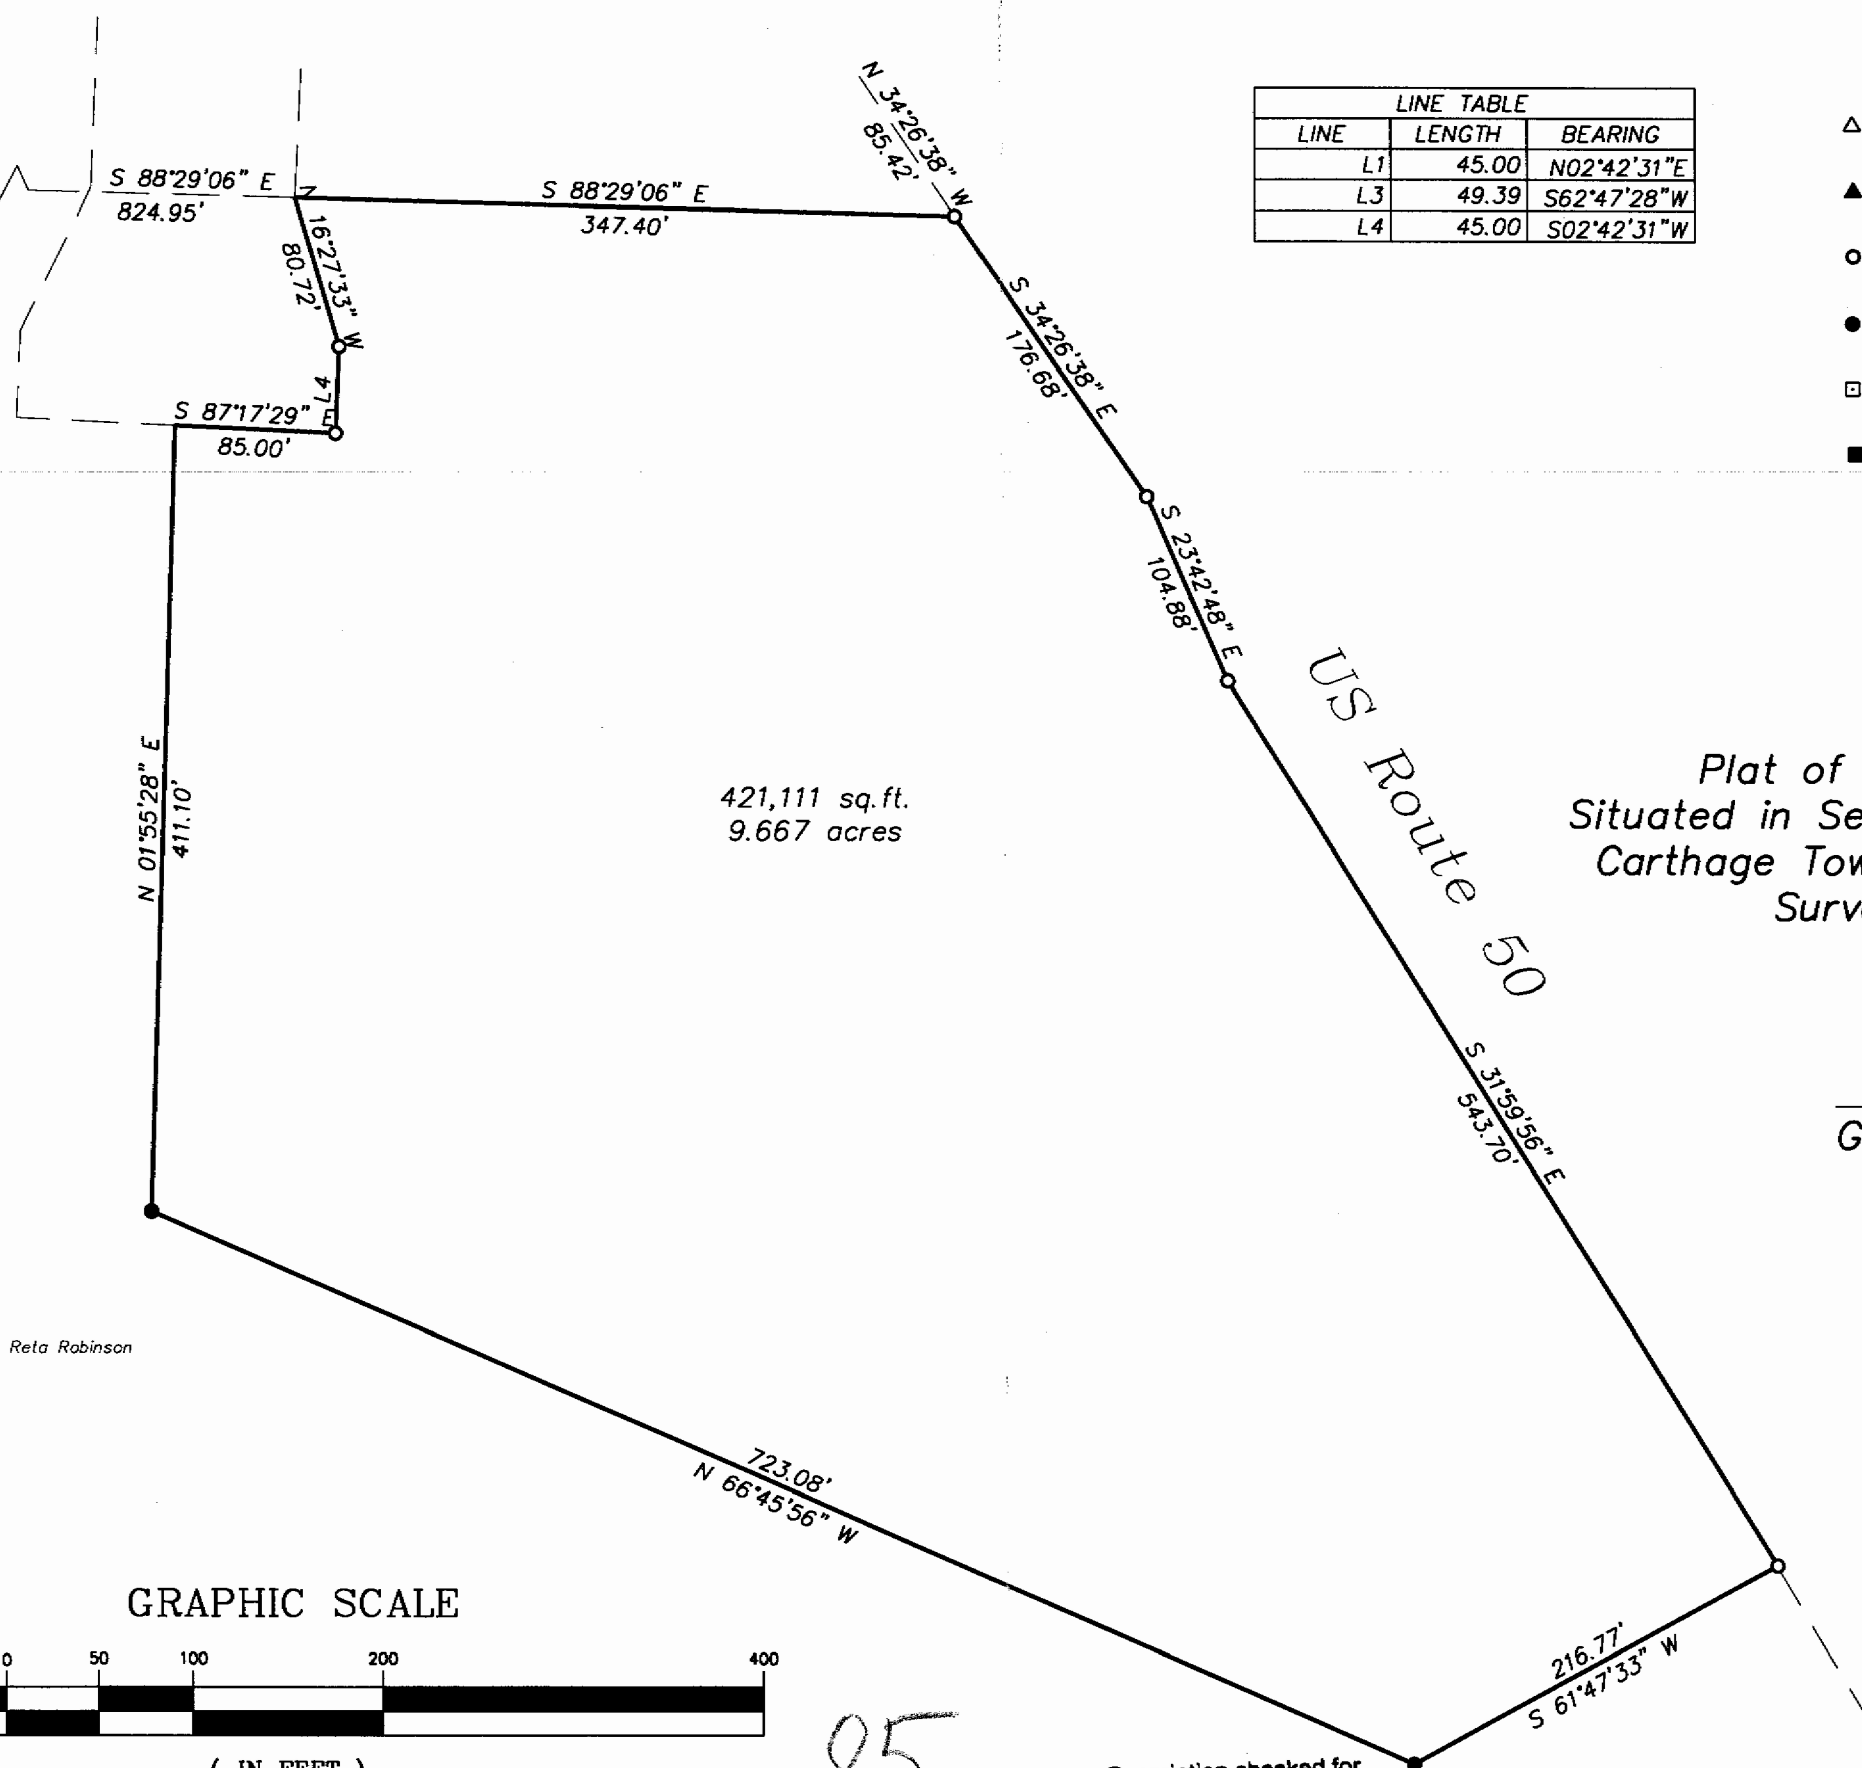 S 88°29'06" E
824.95'
S 88°29'06" E
347.40'
N 34°26'38" W
85.42'
LINE TABLE
LINE LENGTH BEARING
L1 45.00 N02°42'31"E
L3 49.39 S62°47'28"W
L4 45.00 S02°42'31"W
N 16°27'33" W
80.72'
L4
S 87°17'29" E
85.00'
S 34°26'38" E
176.68'
S 23°42'48" E
104.88'
US Route 50
N 01°55'28" E
411.10'
421,111 sq.ft.
9.667 acres
Plat of
Situated in Se
Carthage Tow
Surv
S 31°59'56" E
543.70'
G
Reta Robinson
723.08'
N 66°45'56" W
216.77'
S 61°47'33" W
GRAPHIC SCALE
0 50 100 200 400
( IN FEET )
95
checked for